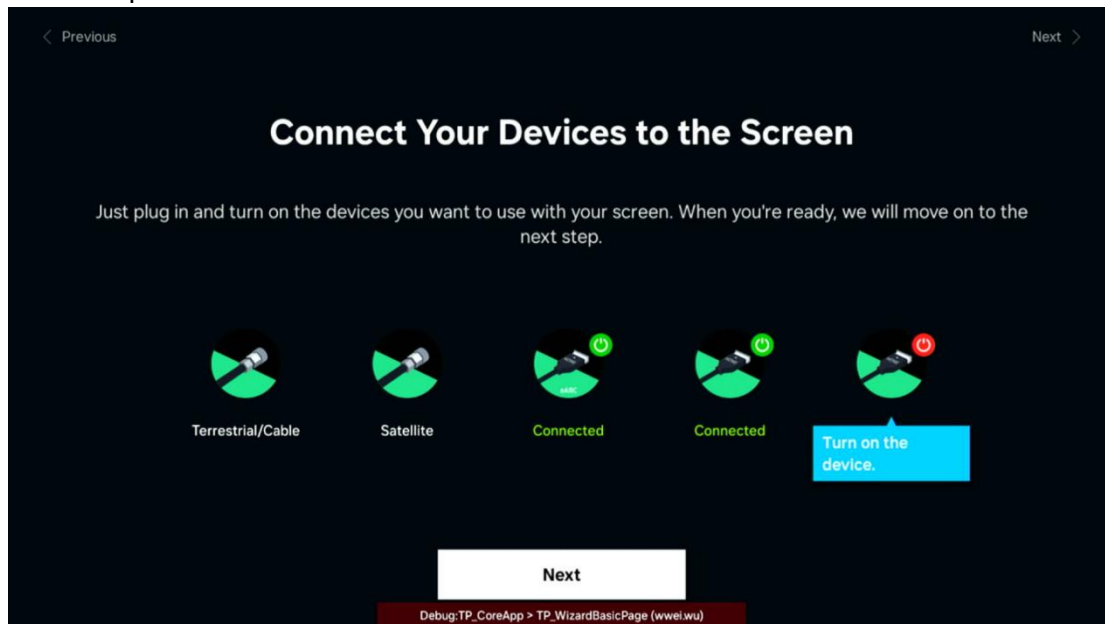 < Previous
Next >
Connect Your Devices to the Screen
Just plug in and turn on the devices you want to use with your screen. When you're ready, we will move on to the
next step.
eARC
Terrestrial/Cable
Satellite
Connected
Connected
Turn on the
device.
Next
Debug:TP_CoreApp > TP_WizardBasicPage (wwei.wu)